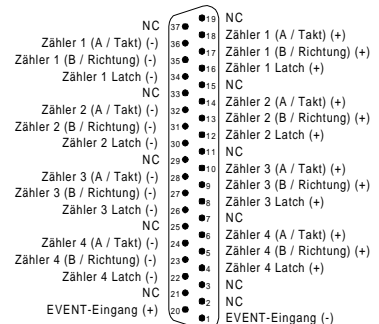 NC 37 19 NC
Zähler 1 (A / Takt) (-) 36 18 Zähler 1 (A / Takt) (+)
Zähler 1 (B / Richtung) (-) 35 17 Zähler 1 (B / Richtung) (+)
Zähler 1 Latch (-) 34 16 Zähler 1 Latch (+)
NC 33 15 NC
Zähler 2 (A / Takt) (-) 32 14 Zähler 2 (A / Takt) (+)
Zähler 2 (B / Richtung) (-) 31 13 Zähler 2 (B / Richtung) (+)
Zähler 2 Latch (-) 30 12 Zähler 2 Latch (+)
NC 29 11 NC
Zähler 3 (A / Takt) (-) 28 10 Zähler 3 (A / Takt) (+)
Zähler 3 (B / Richtung) (-) 27 9 Zähler 3 (B / Richtung) (+)
Zähler 3 Latch (-) 26 8 Zähler 3 Latch (+)
NC 25 7 NC
Zähler 4 (A / Takt) (-) 24 6 Zähler 4 (A / Takt) (+)
Zähler 4 (B / Richtung) (-) 23 5 Zähler 4 (B / Richtung) (+)
Zähler 4 Latch (-) 22 4 Zähler 4 Latch (+)
NC 21 3 NC
EVENT-Eingang (+) 20 2 NC
1 EVENT-Eingang (-)